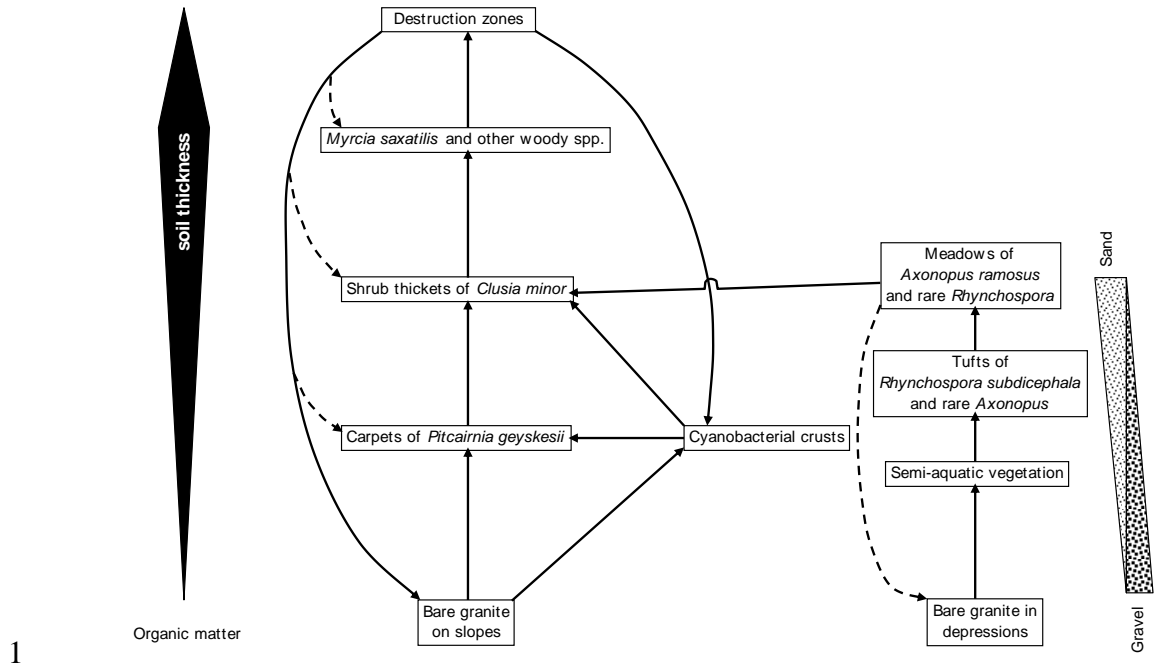 Destruction zones
Myrcia saxatilis and other woody spp.
soil thickness
Shrub thickets of Clusia minor
Meadows of
Axonopus ramosus
and rare Rhynchospora
Sand
Tufts of
Rhynchospora subdicephala
and rare Axonopus
Carpets of Pitcairnia geyskesii
Cyanobacterial crusts
Semi-aquatic vegetation
Bare granite
on slopes
Bare granite in
depressions
Gravel
Organic matter
1